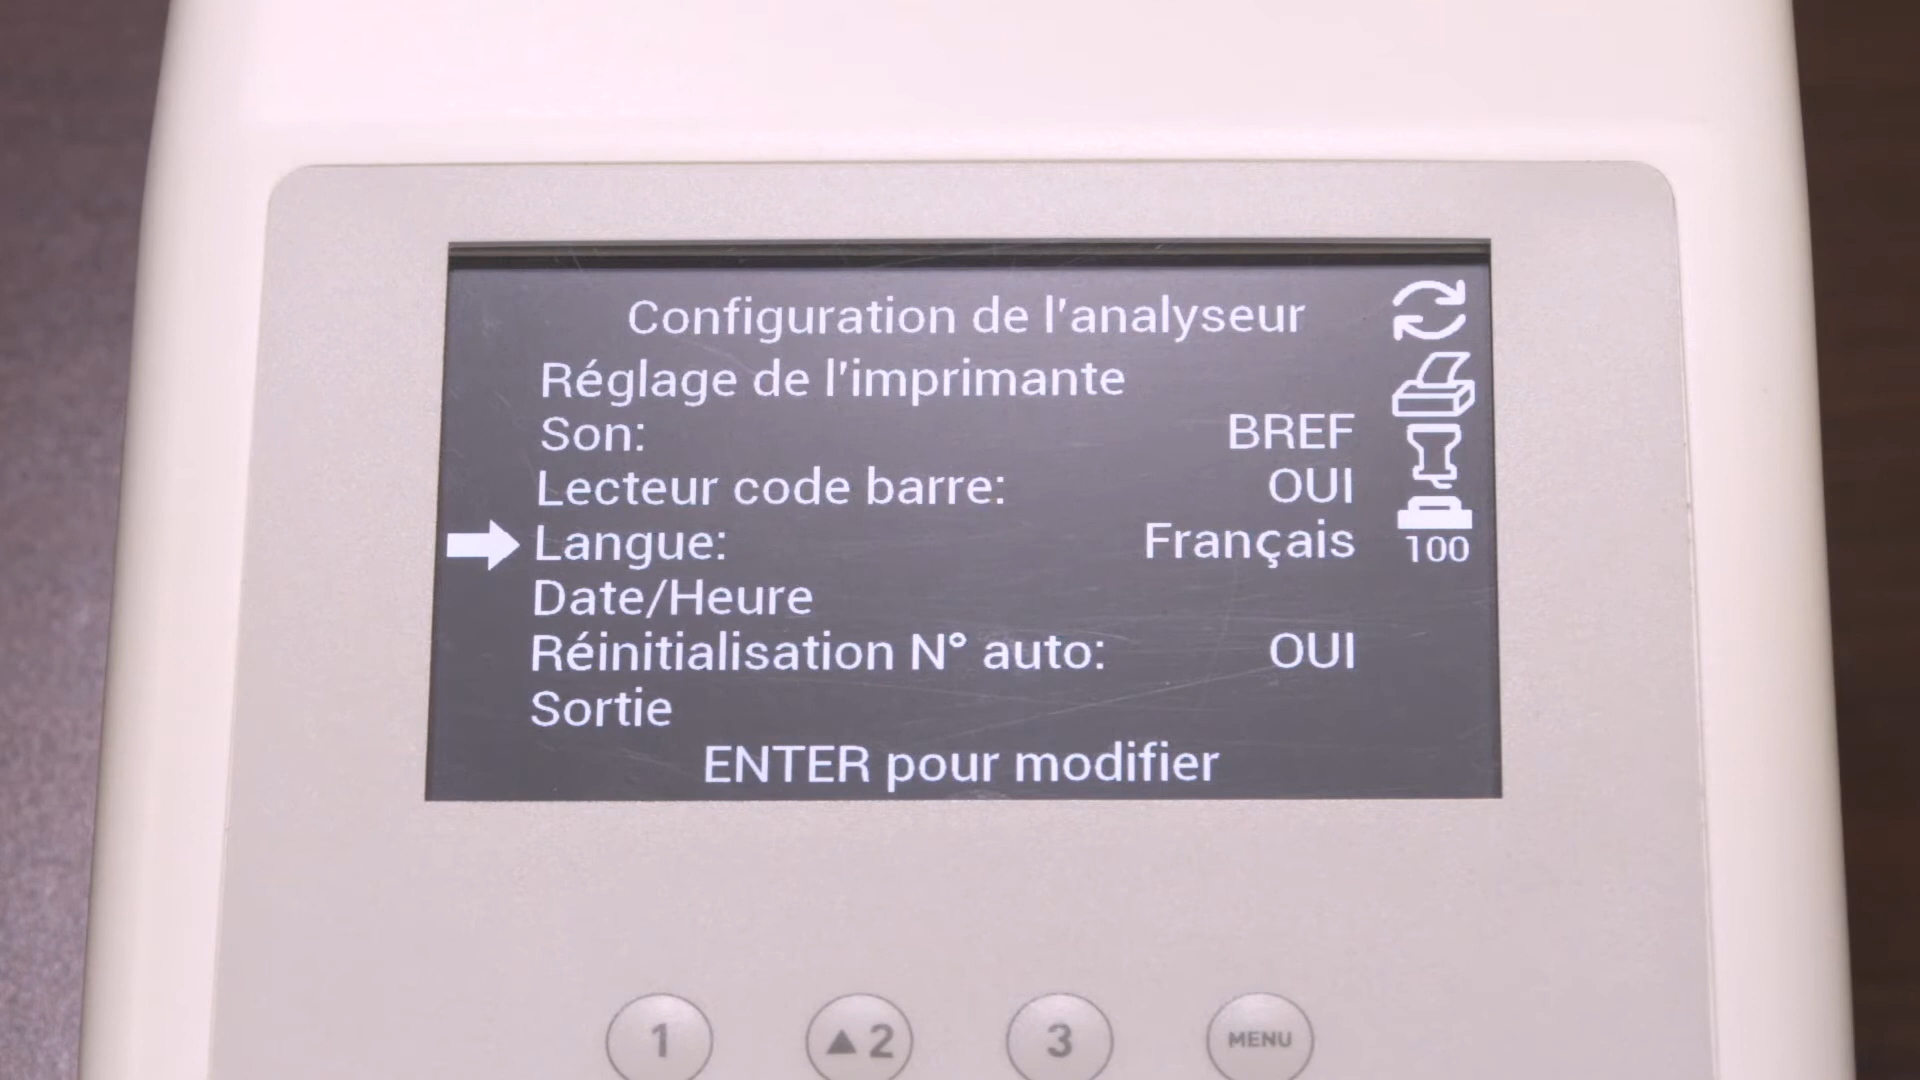 Configuration de l'analyseur
Réglage de l'imprimante
Son: BREF
Lecteur code barre: OUI
Langue: Français
100
Date/Heure
Réinitialisation N° auto: OUI
Sortie
ENTER pour modifier
1 ▲2 3 MENU